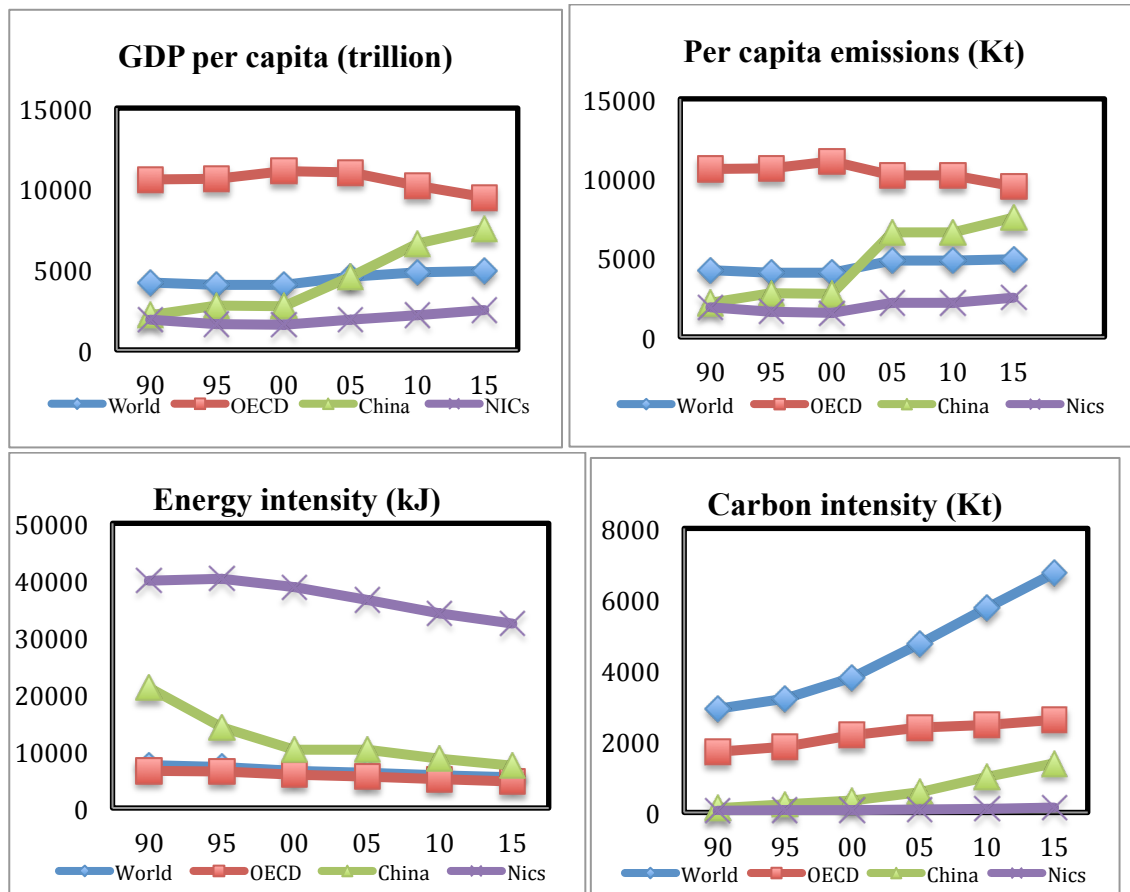 GDP per capita (trillion)
15000
10000
5000
0
90 95 00 05 10 15
World OECD China NICs
Per capita emissions (Kt)
15000
10000
5000
0
90 95 00 05 10 15
World OECD China Nics
Energy intensity (kJ)
50000
40000
30000
20000
10000
0
90 95 00 05 10 15
World OECD China Nics
Carbon intensity (Kt)
8000
6000
4000
2000
0
90 95 00 05 10 15
World OECD China Nics